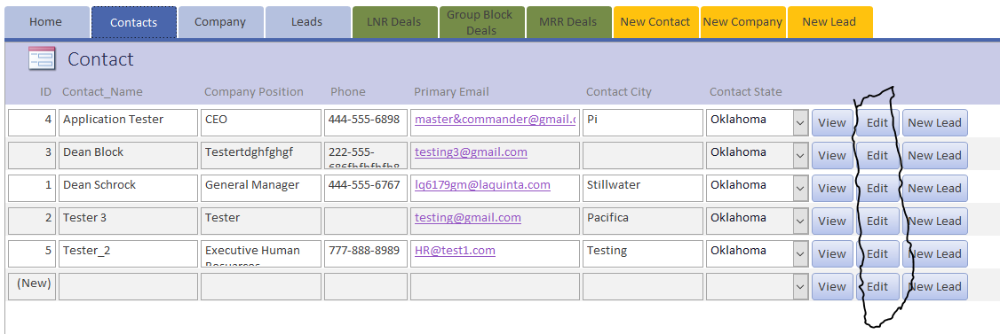 Home Contacts Company Leads LNR Deals Group Block Deals MRR Deals New Contact New Company New Lead
Contact
ID Contact_Name Company Position Phone Primary Email Contact City Contact State
4 Application Tester CEO 444-555-6898 master&commander@gmail.c Pi Oklahoma View Edit New Lead
3 Dean Block Testertdghfghgf 222-555- testing3@gmail.com Oklahoma View Edit New Lead
1 Dean Schrock General Manager 444-555-6767 lq6179gm@laquinta.com Stillwater Oklahoma View Edit New Lead
2 Tester 3 Tester testing@gmail.com Pacifica Oklahoma View Edit New Lead
5 Tester_2 Executive Human 777-888-8989 HR@test1.com Testing Oklahoma View Edit New Lead
(New) View Edit New Lead